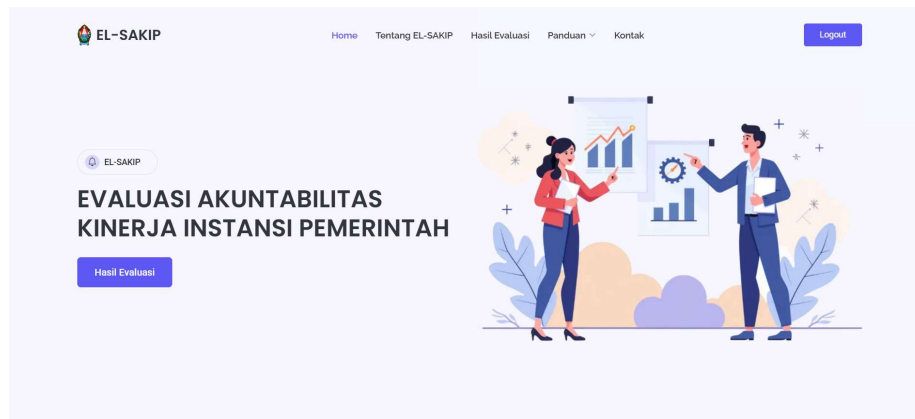 EL-SAKIP
Home Tentang EL-SAKIP Hasil Evaluasi Panduan Kontak
Logout
EL-SAKIP
EVALUASI AKUNTABILITAS
KINERJA INSTANSI PEMERINTAH
Hasil Evaluasi